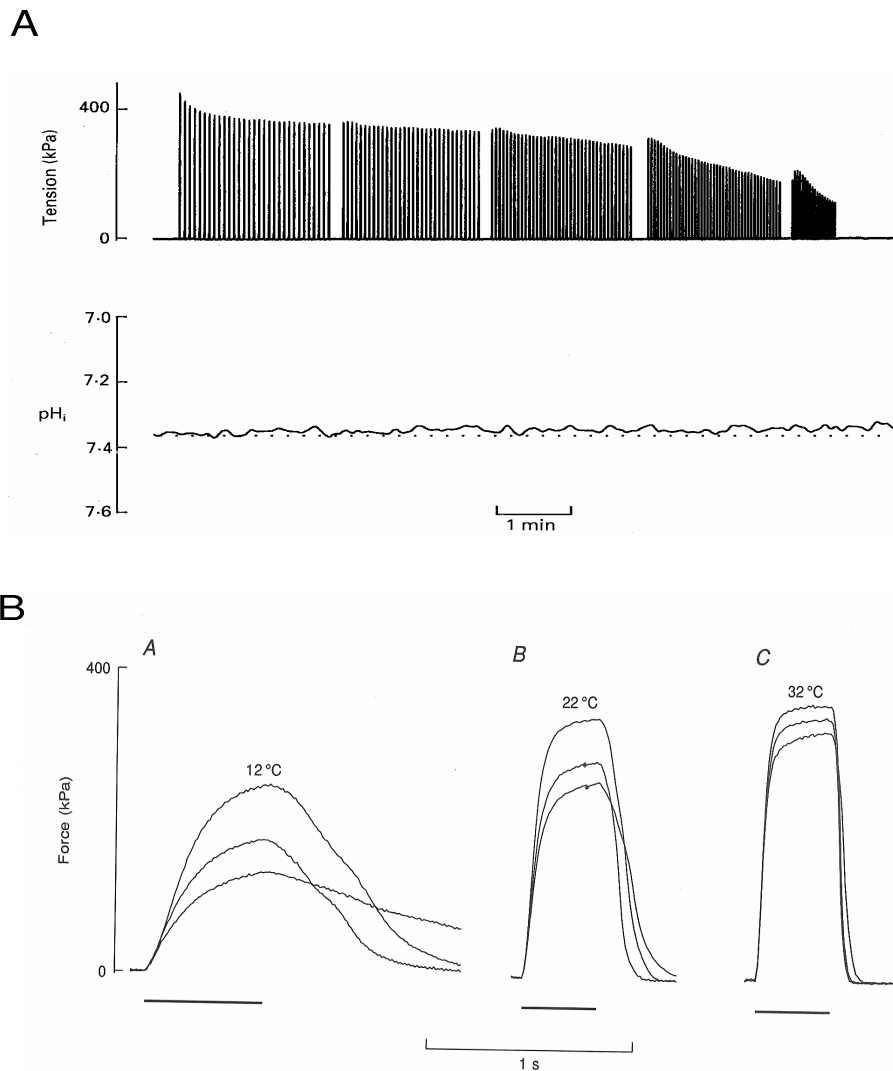 A
400
Tension (kPa)
0
7·0
7·2
pHi
7·4
7·6
1 min
B
A
B
C
400
12 °C
22 °C
32 °C
Force (kPa)
0
1 s